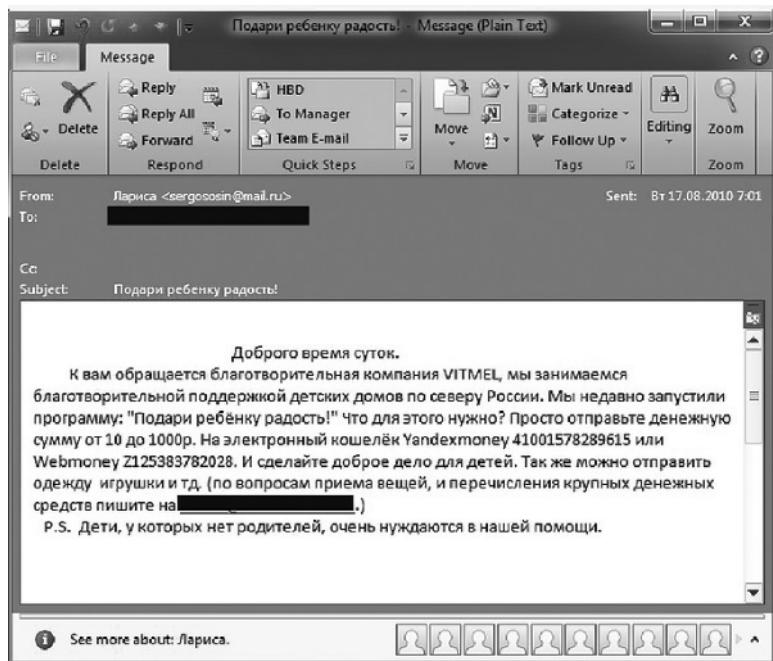 Подари ребенку радость! - Message (Plain Text)
File Message
Delete
Reply
Reply All
Forward
HBD
To Manager
Team E-mail
Move
Mark Unread
Categorize
Follow Up
Editing
Zoom
Delete Respond Quick Steps Move Tags Zoom
From: Лариса <sergososin@mail.ru> Sent: Вт 17.08.2010 7:01
To:
Cc:
Subject: Подари ребенку радость!
Доброго время суток.
К вам обращается благотворительная компания VITMEL, мы занимаемся
благотворительной поддержкой детских домов по северу России. Мы недавно запустили
программу: "Подари ребёнку радость!" Что для этого нужно? Просто отправьте денежную
сумму от 10 до 1000р. На электронный кошелёк Yandexmoney 41001578289615 или
Webmoney Z125383782028. И сделайте доброе дело для детей. Так же можно отправить
одежду игрушки и тд. (по вопросам приема вещей, и перечисления крупных денежных
средств пишите на .)
P.S. Дети, у которых нет родителей, очень нуждаются в нашей помощи.
See more about: Лариса.